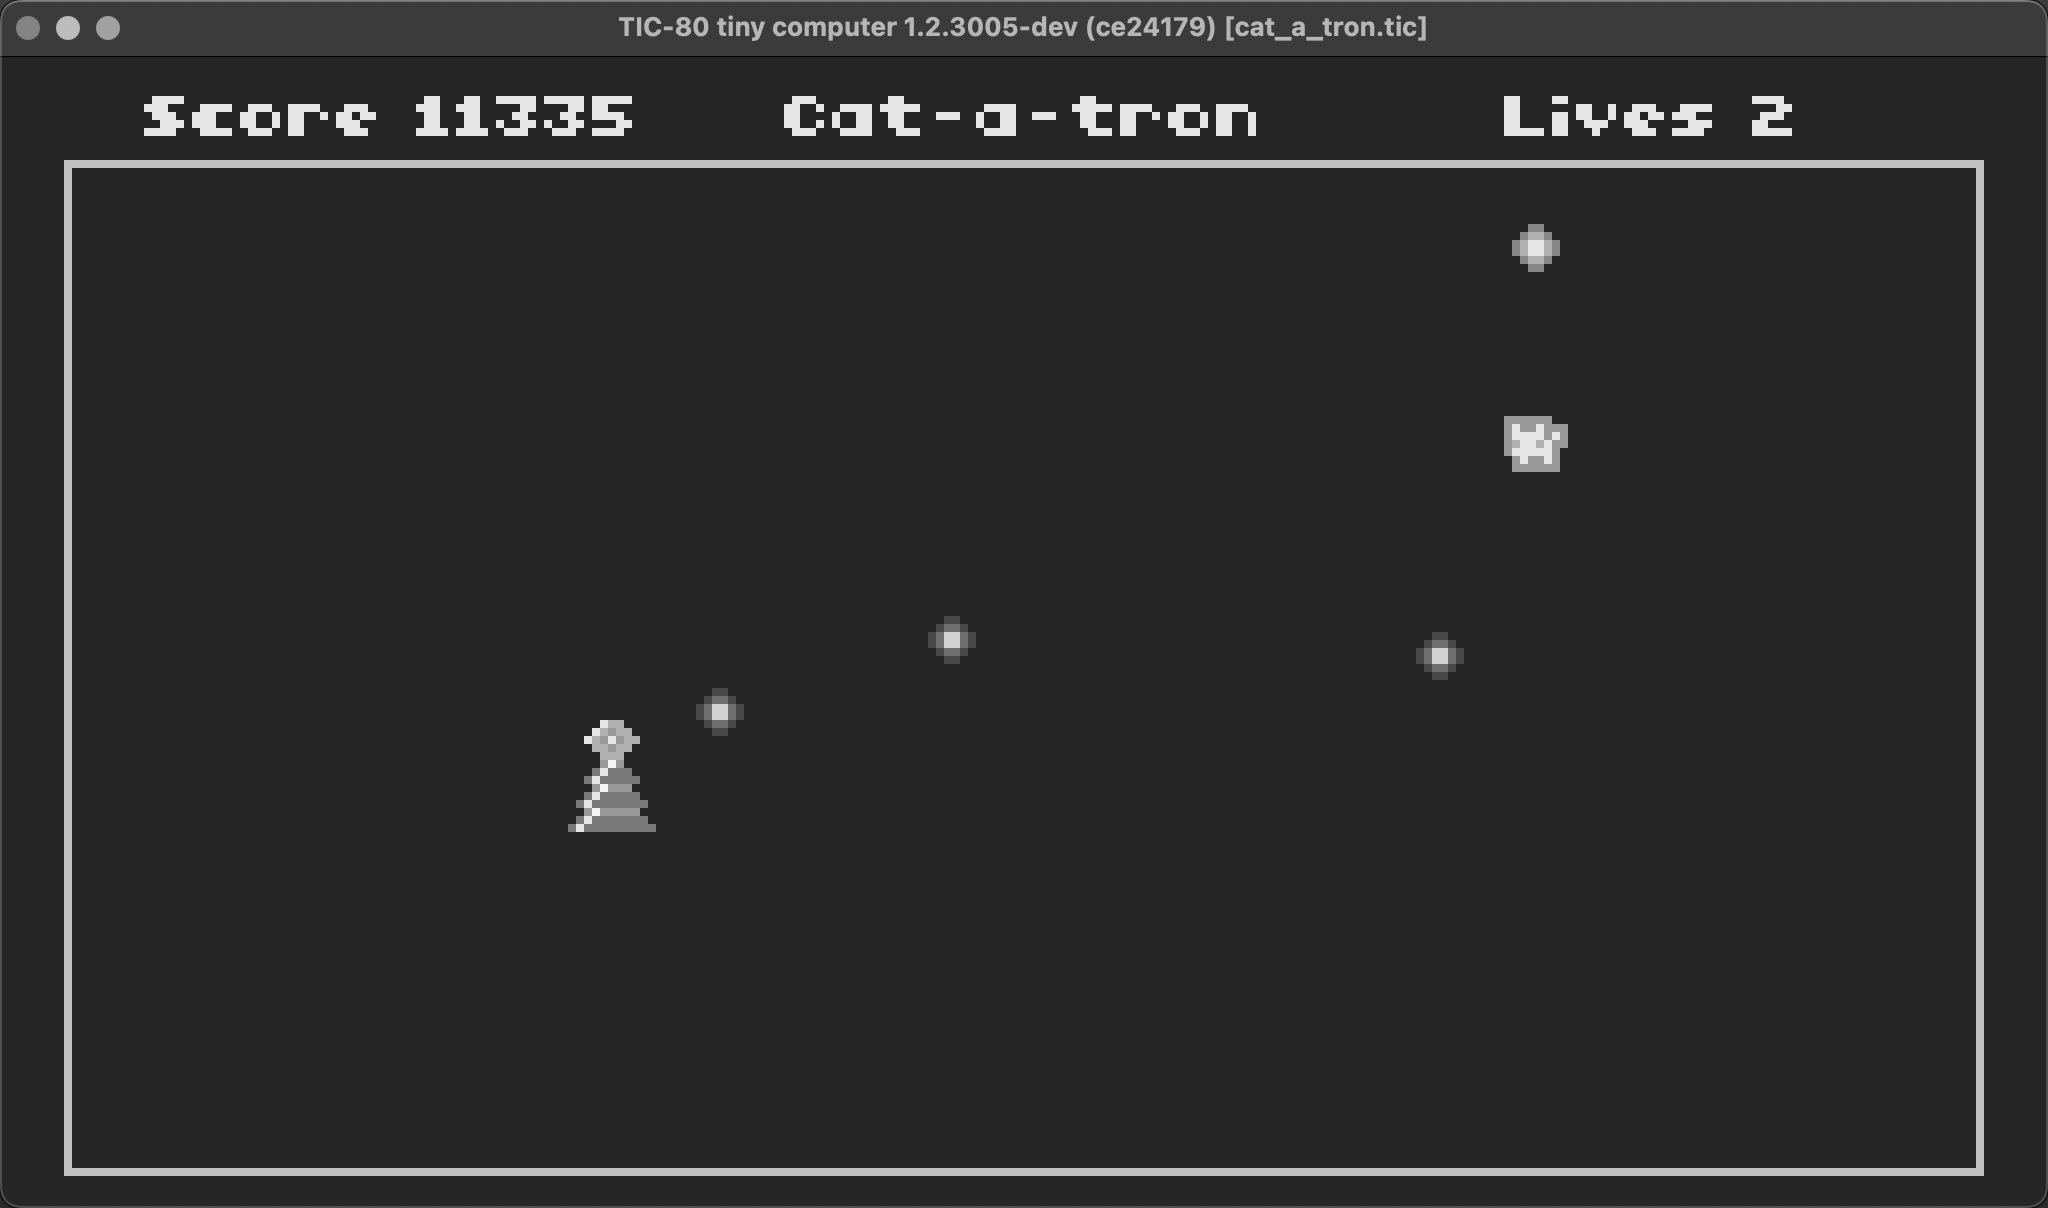 TIC-80 tiny computer 1.2.3005-dev (ce24179) [cat_a_tron.tic]
Score 11335 Cat-a-tron Lives 2